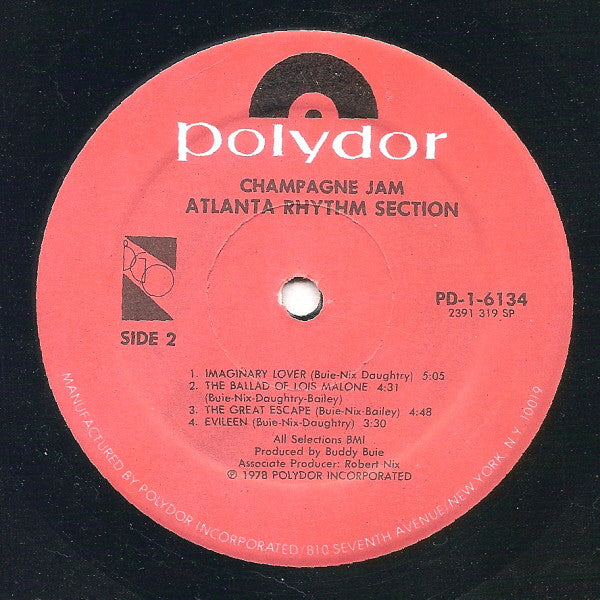 polydor
CHAMPAGNE JAM
ATLANTA RHYTHM SECTION
PD-1-6134
2391 319 SP
SIDE 2
1. IMAGINARY LOVER (Buie-Nix Daughtry) 5:05
2. THE BALLAD OF LOIS MALONE 4:31
(Buie-Nix-Daughtry-Bailey)
3. THE GREAT ESCAPE (Buie-Nix-Bailey) 4:48
4. EVILEEN (Buie-Nix-Daughtry) 3:30
All Selections BMI
Produced by Buddy Buie
Associate Producer: Robert Nix
℗ 1978 POLYDOR INCORPORATED
MANUFACTURED BY POLYDOR INCORPORATED/810 SEVENTH AVENUE/NEW YORK, N.Y. 10019